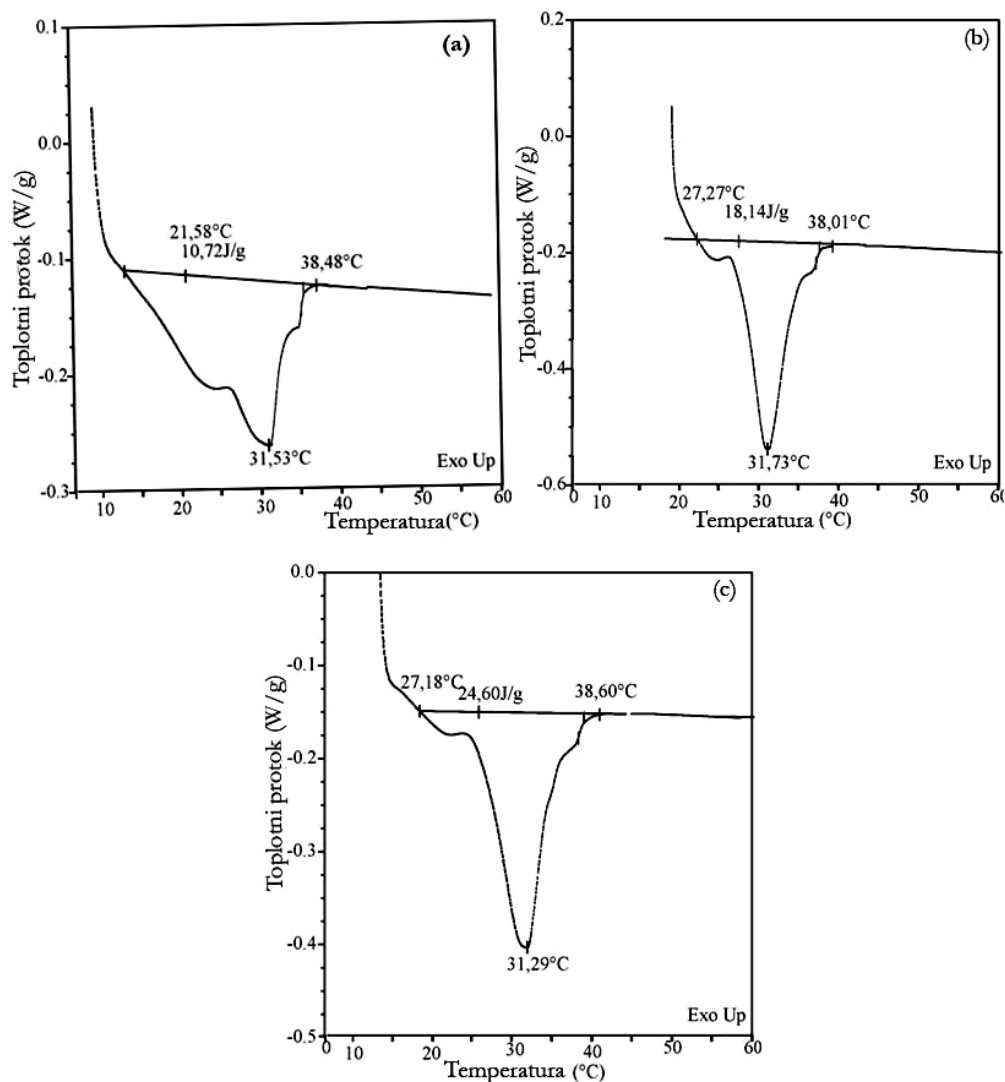 (a)
0.1
0.0
-0.1
-0.2
-0.3
Toplotni protok (W/g)
21,58°C
10,72J/g
38,48°C
31,53°C
Exo Up
10 20 30 40 50 60
Temperatura(°C)
(b)
0.2
0.0
-0.2
-0.4
-0.6
Toplotni protok (W/g)
27,27°C
18,14J/g
38,01°C
31,73°C
Exo Up
0 10 20 30 40 50 60
Temperatura (°C)
(c)
0.0
-0.1
-0.2
-0.3
-0.4
-0.5
Toplotni protok (W/g)
27,18°C
24,60J/g
38,60°C
31,29°C
Exo Up
0 10 20 30 40 50 60
Temperatura (°C)